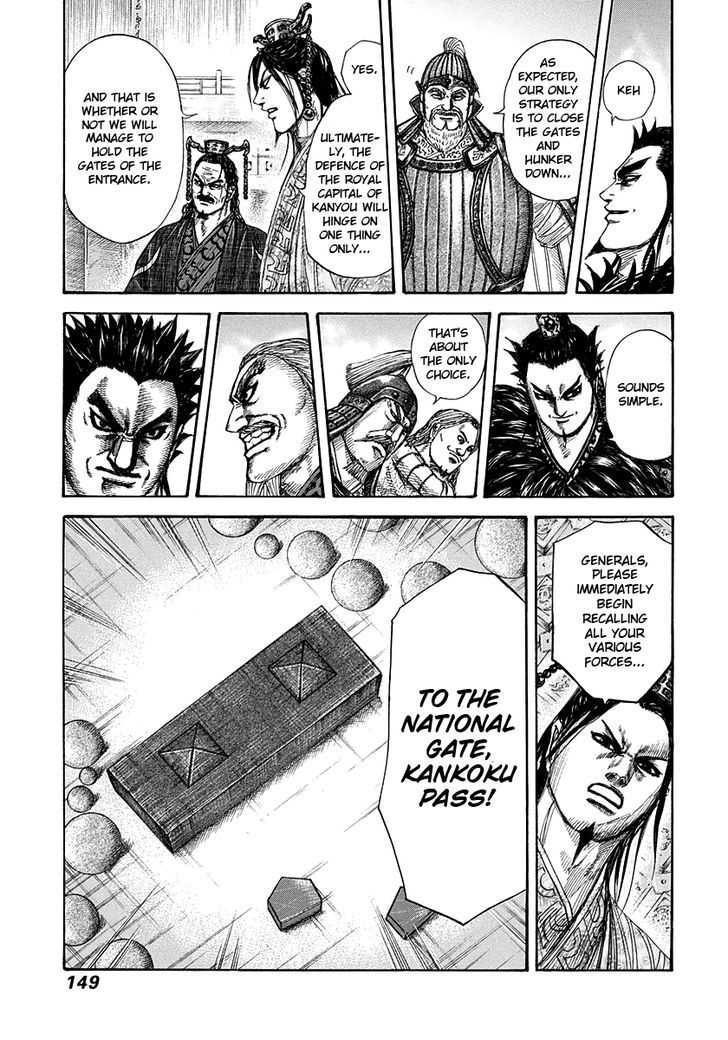 KEH
AS
EXPECTED,
OUR ONLY
STRATEGY
IS TO CLOSE
THE GATES
AND
HUNKER
DOWN...
YES.
ULTIMATE-
LY, THE
DEFENCE OF
THE ROYAL
CAPITAL OF
KANYOU WILL
HINGE ON
ONE THING
ONLY...
AND THAT IS
WHETHER OR
NOT WE WILL
MANAGE TO
HOLD THE
GATES OF THE
ENTRANCE.
SOUNDS
SIMPLE.
THAT'S
ABOUT
THE ONLY
CHOICE.
GENERALS,
PLEASE
IMMEDIATELY
BEGIN
RECALLING
ALL YOUR
VARIOUS
FORCES...
TO THE
NATIONAL
GATE,
KANKOKU
PASS!
149